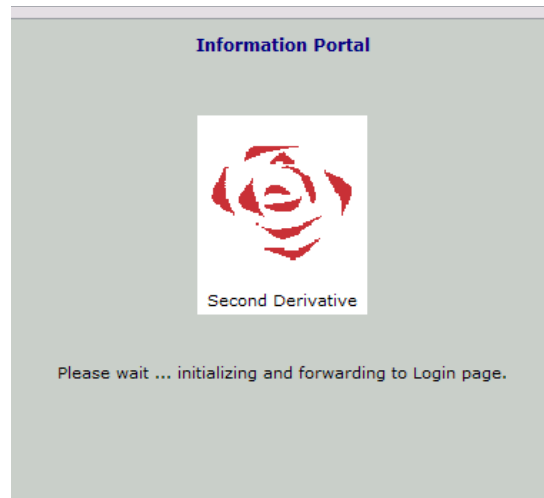 Information Portal
Second Derivative
Please wait ... initializing and forwarding to Login page.